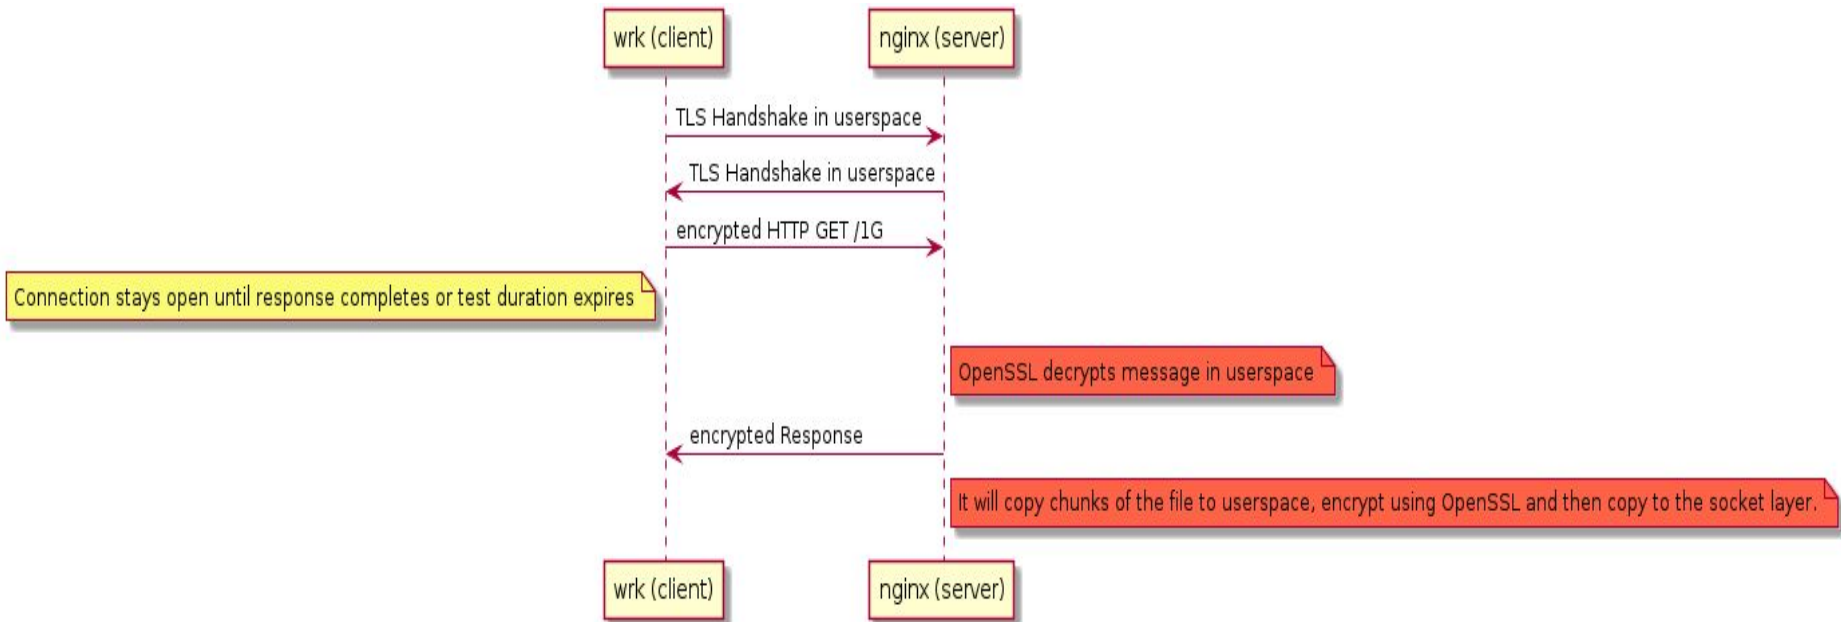 wrk (client)
nginx (server)
TLS Handshake in userspace
TLS Handshake in userspace
encrypted HTTP GET /1G
Connection stays open until response completes or test duration expires
OpenSSL decrypts message in userspace
encrypted Response
It will copy chunks of the file to userspace, encrypt using OpenSSL and then copy to the socket layer.
wrk (client)
nginx (server)